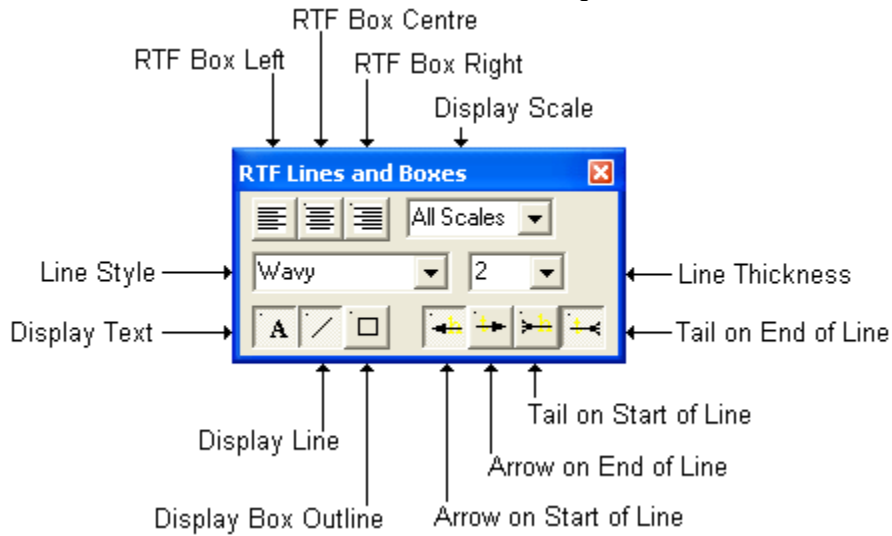 RTF Box Centre
RTF Box Left
RTF Box Right
Display Scale
RTF Lines and Boxes
All Scales
Line Style
Wavy
2
Line Thickness
Display Text
A
h
t
h
t
Tail on End of Line
Tail on Start of Line
Display Line
Arrow on End of Line
Display Box Outline
Arrow on Start of Line